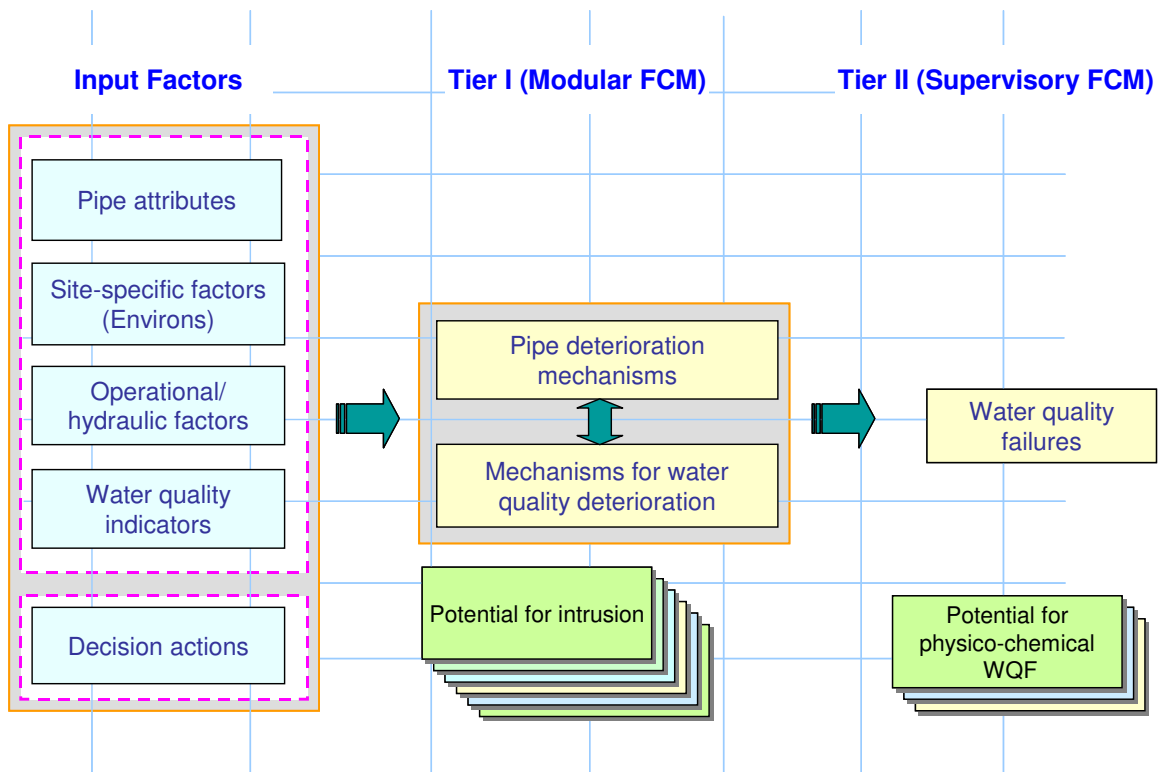 Input Factors
Tier I (Modular FCM)
Tier II (Supervisory FCM)
Pipe attributes
Site-specific factors
(Environs)
Operational/
hydraulic factors
Water quality
indicators
Decision actions
Pipe deterioration
mechanisms
Mechanisms for water
quality deterioration
Potential for intrusion
Water quality
failures
Potential for
physico-chemical
WQF